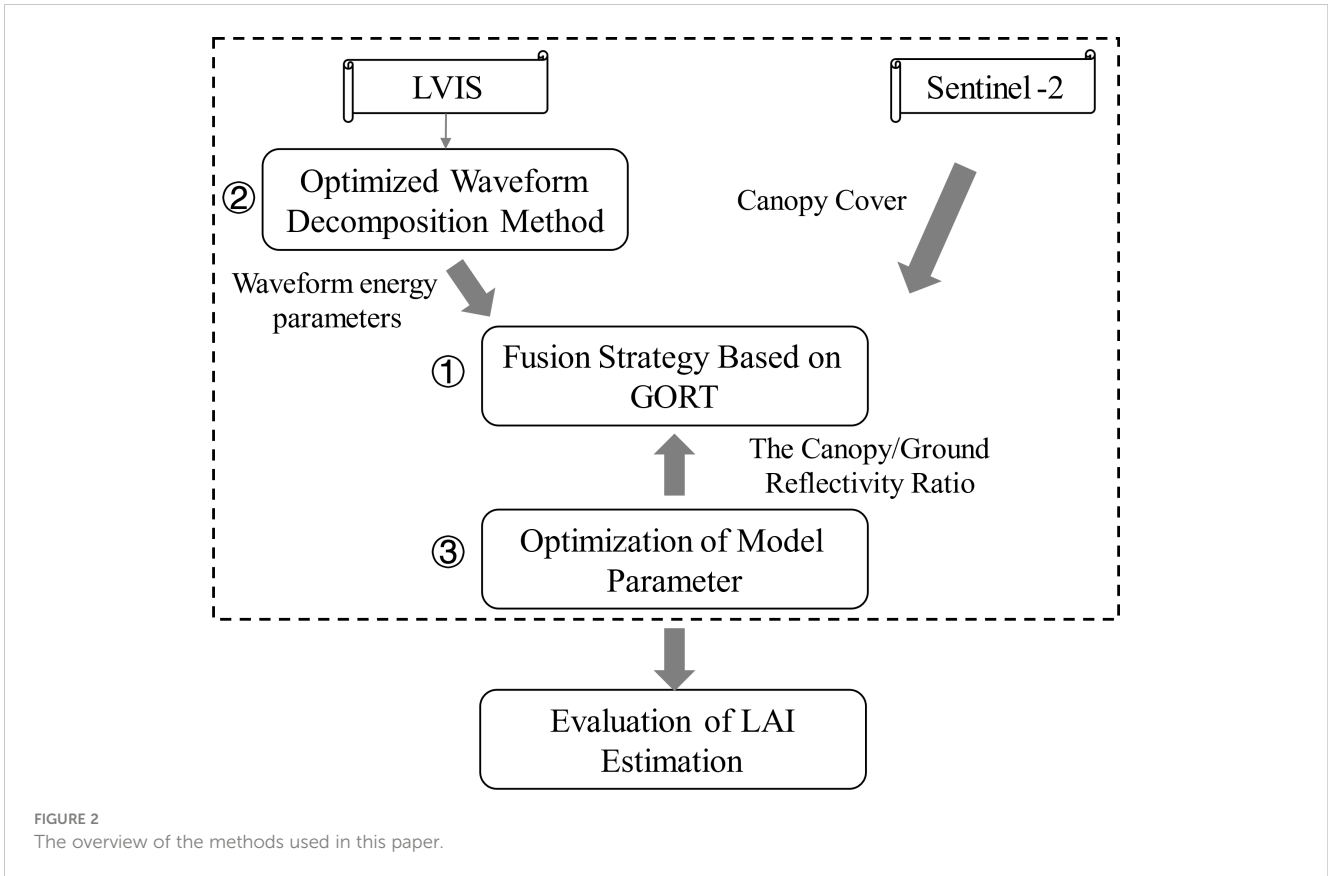 LVIS
Sentinel -2
②
Optimized Waveform
Decomposition Method
Canopy Cover
Waveform energy
parameters
①
Fusion Strategy Based on
GORT
The Canopy/Ground
Reflectivity Ratio
③
Optimization of Model
Parameter
Evaluation of LAI
Estimation
FIGURE 2
The overview of the methods used in this paper.